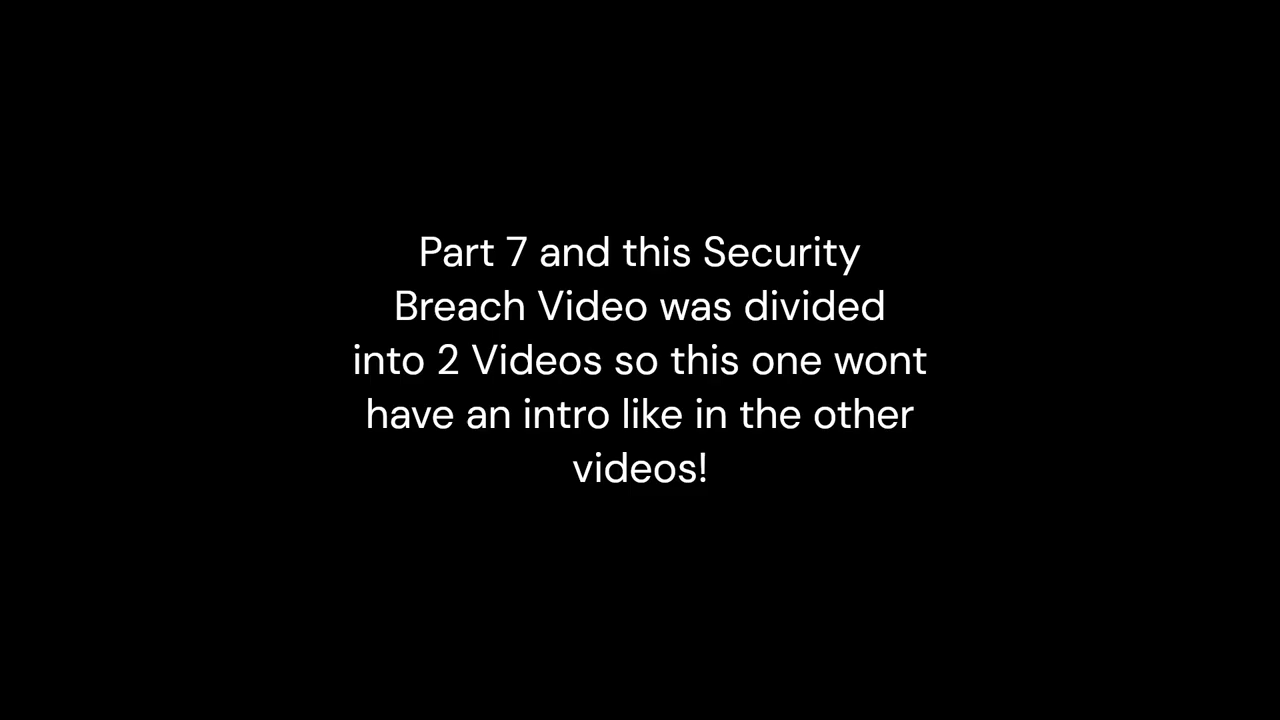 Part 7 and this Security
Breach Video was divided
into 2 Videos so this one wont
have an intro like in the other
videos!